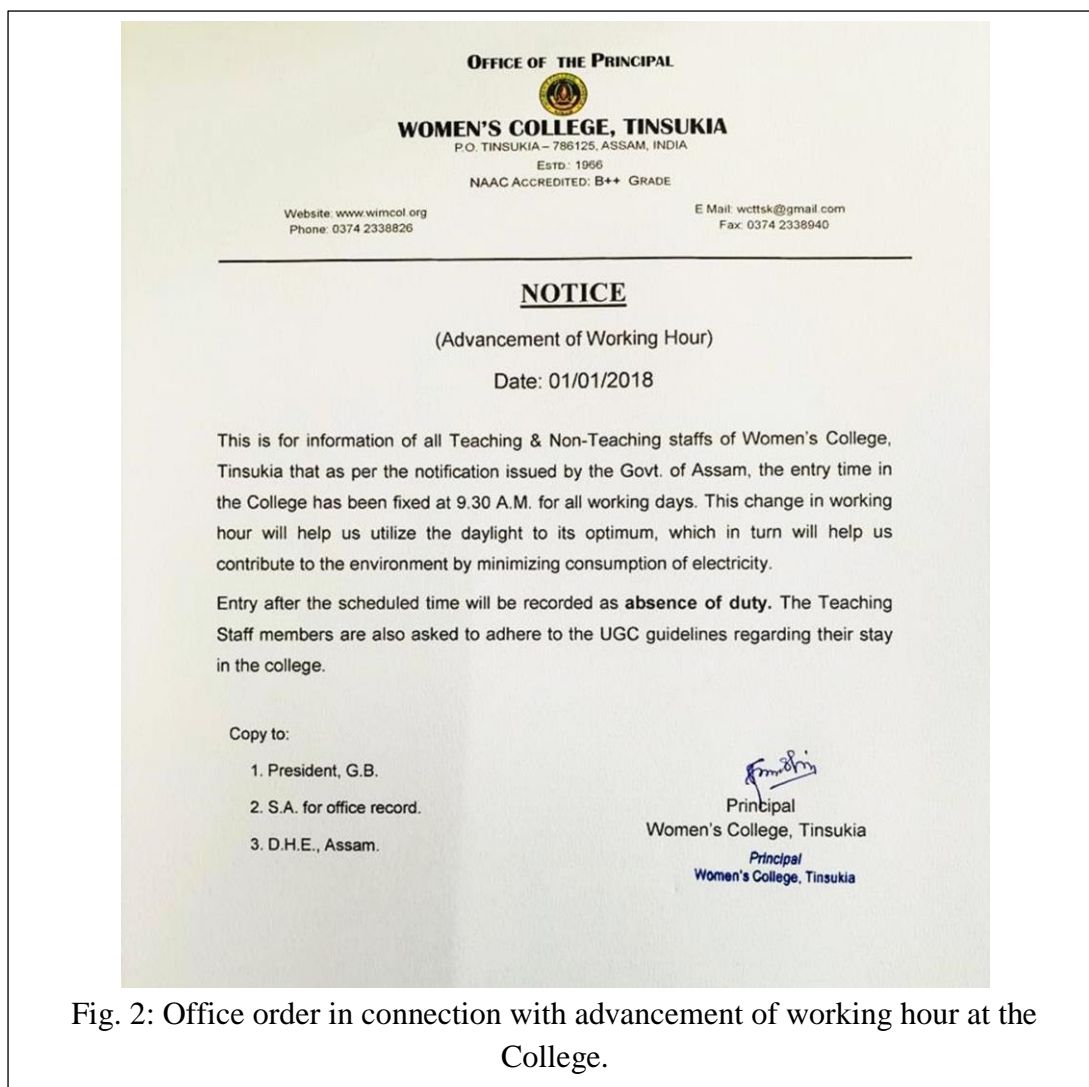 OFFICE OF THE PRINCIPAL
WOMEN'S COLLEGE, TINSUKIA
P.O. TINSUKIA – 786125, ASSAM, INDIA
ESTD.: 1966
NAAC ACCREDITED: B++ GRADE
Website: www.wimcol.org
Phone: 0374 2338826
E Mail: wcttsk@gmail.com
Fax: 0374 2338940
NOTICE
(Advancement of Working Hour)
Date: 01/01/2018
This is for information of all Teaching & Non-Teaching staffs of Women's College,
Tinsukia that as per the notification issued by the Govt. of Assam, the entry time in
the College has been fixed at 9.30 A.M. for all working days. This change in working
hour will help us utilize the daylight to its optimum, which in turn will help us
contribute to the environment by minimizing consumption of electricity.
Entry after the scheduled time will be recorded as absence of duty. The Teaching
Staff members are also asked to adhere to the UGC guidelines regarding their stay
in the college.
Copy to:
1. President, G.B.
2. S.A. for office record.
3. D.H.E., Assam.
Principal
Women's College, Tinsukia
Principal
Women's College, Tinsukia
Fig. 2: Office order in connection with advancement of working hour at the
College.